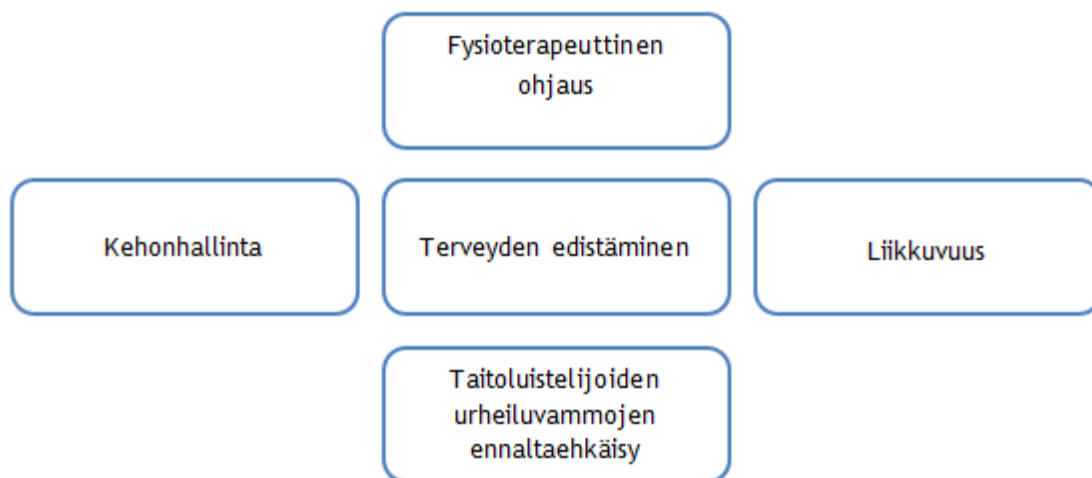 Fysioterapeuttinen
ohjaus
Kehonhallinta
Terveyden edistäminen
Liikkuvuus
Taitoluistelijoiden
urheiluvammojen
ennaltaehkäisy